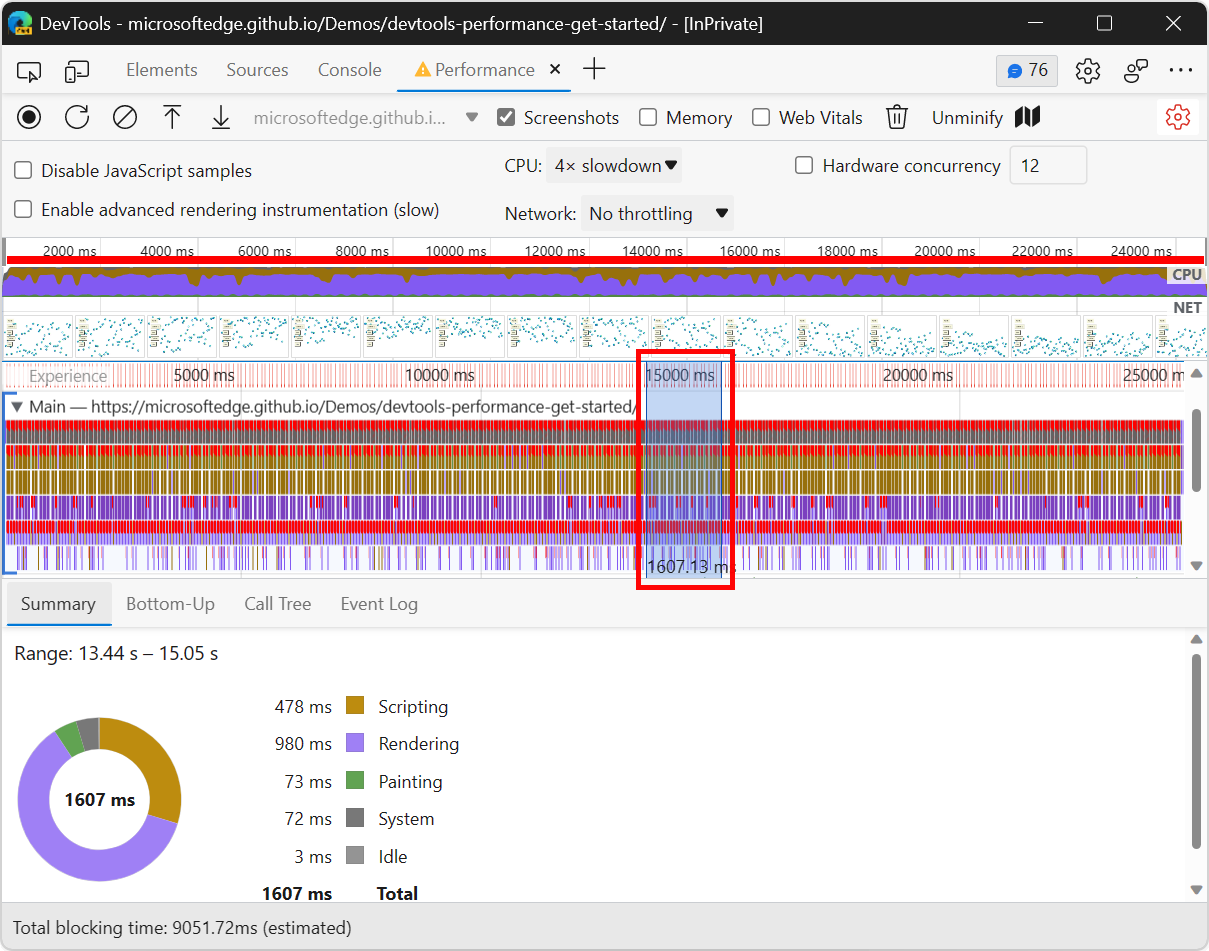 DevTools - microsoftedge.github.io/Demos/devtools-performance-get-started/ - [InPrivate]
Elements Sources Console Performance 76
microsoftedge.github.i... Screenshots Memory Web Vitals Unminify
Disable JavaScript samples CPU: 4× slowdown Hardware concurrency 12
Enable advanced rendering instrumentation (slow) Network: No throttling
2000 ms 4000 ms 6000 ms 8000 ms 10000 ms 12000 ms 14000 ms 16000 ms 18000 ms 20000 ms 22000 ms 24000 ms
CPU
NET
Experience 5000 ms 10000 ms 15000 ms 20000 ms 25000 m
Main — https://microsoftedge.github.io/Demos/devtools-performance-get-started/
1607.13 m
Summary Bottom-Up Call Tree Event Log
Range: 13.44 s – 15.05 s
478 ms Scripting
980 ms Rendering
1607 ms
73 ms Painting
72 ms System
3 ms Idle
1607 ms Total
Total blocking time: 9051.72ms (estimated)